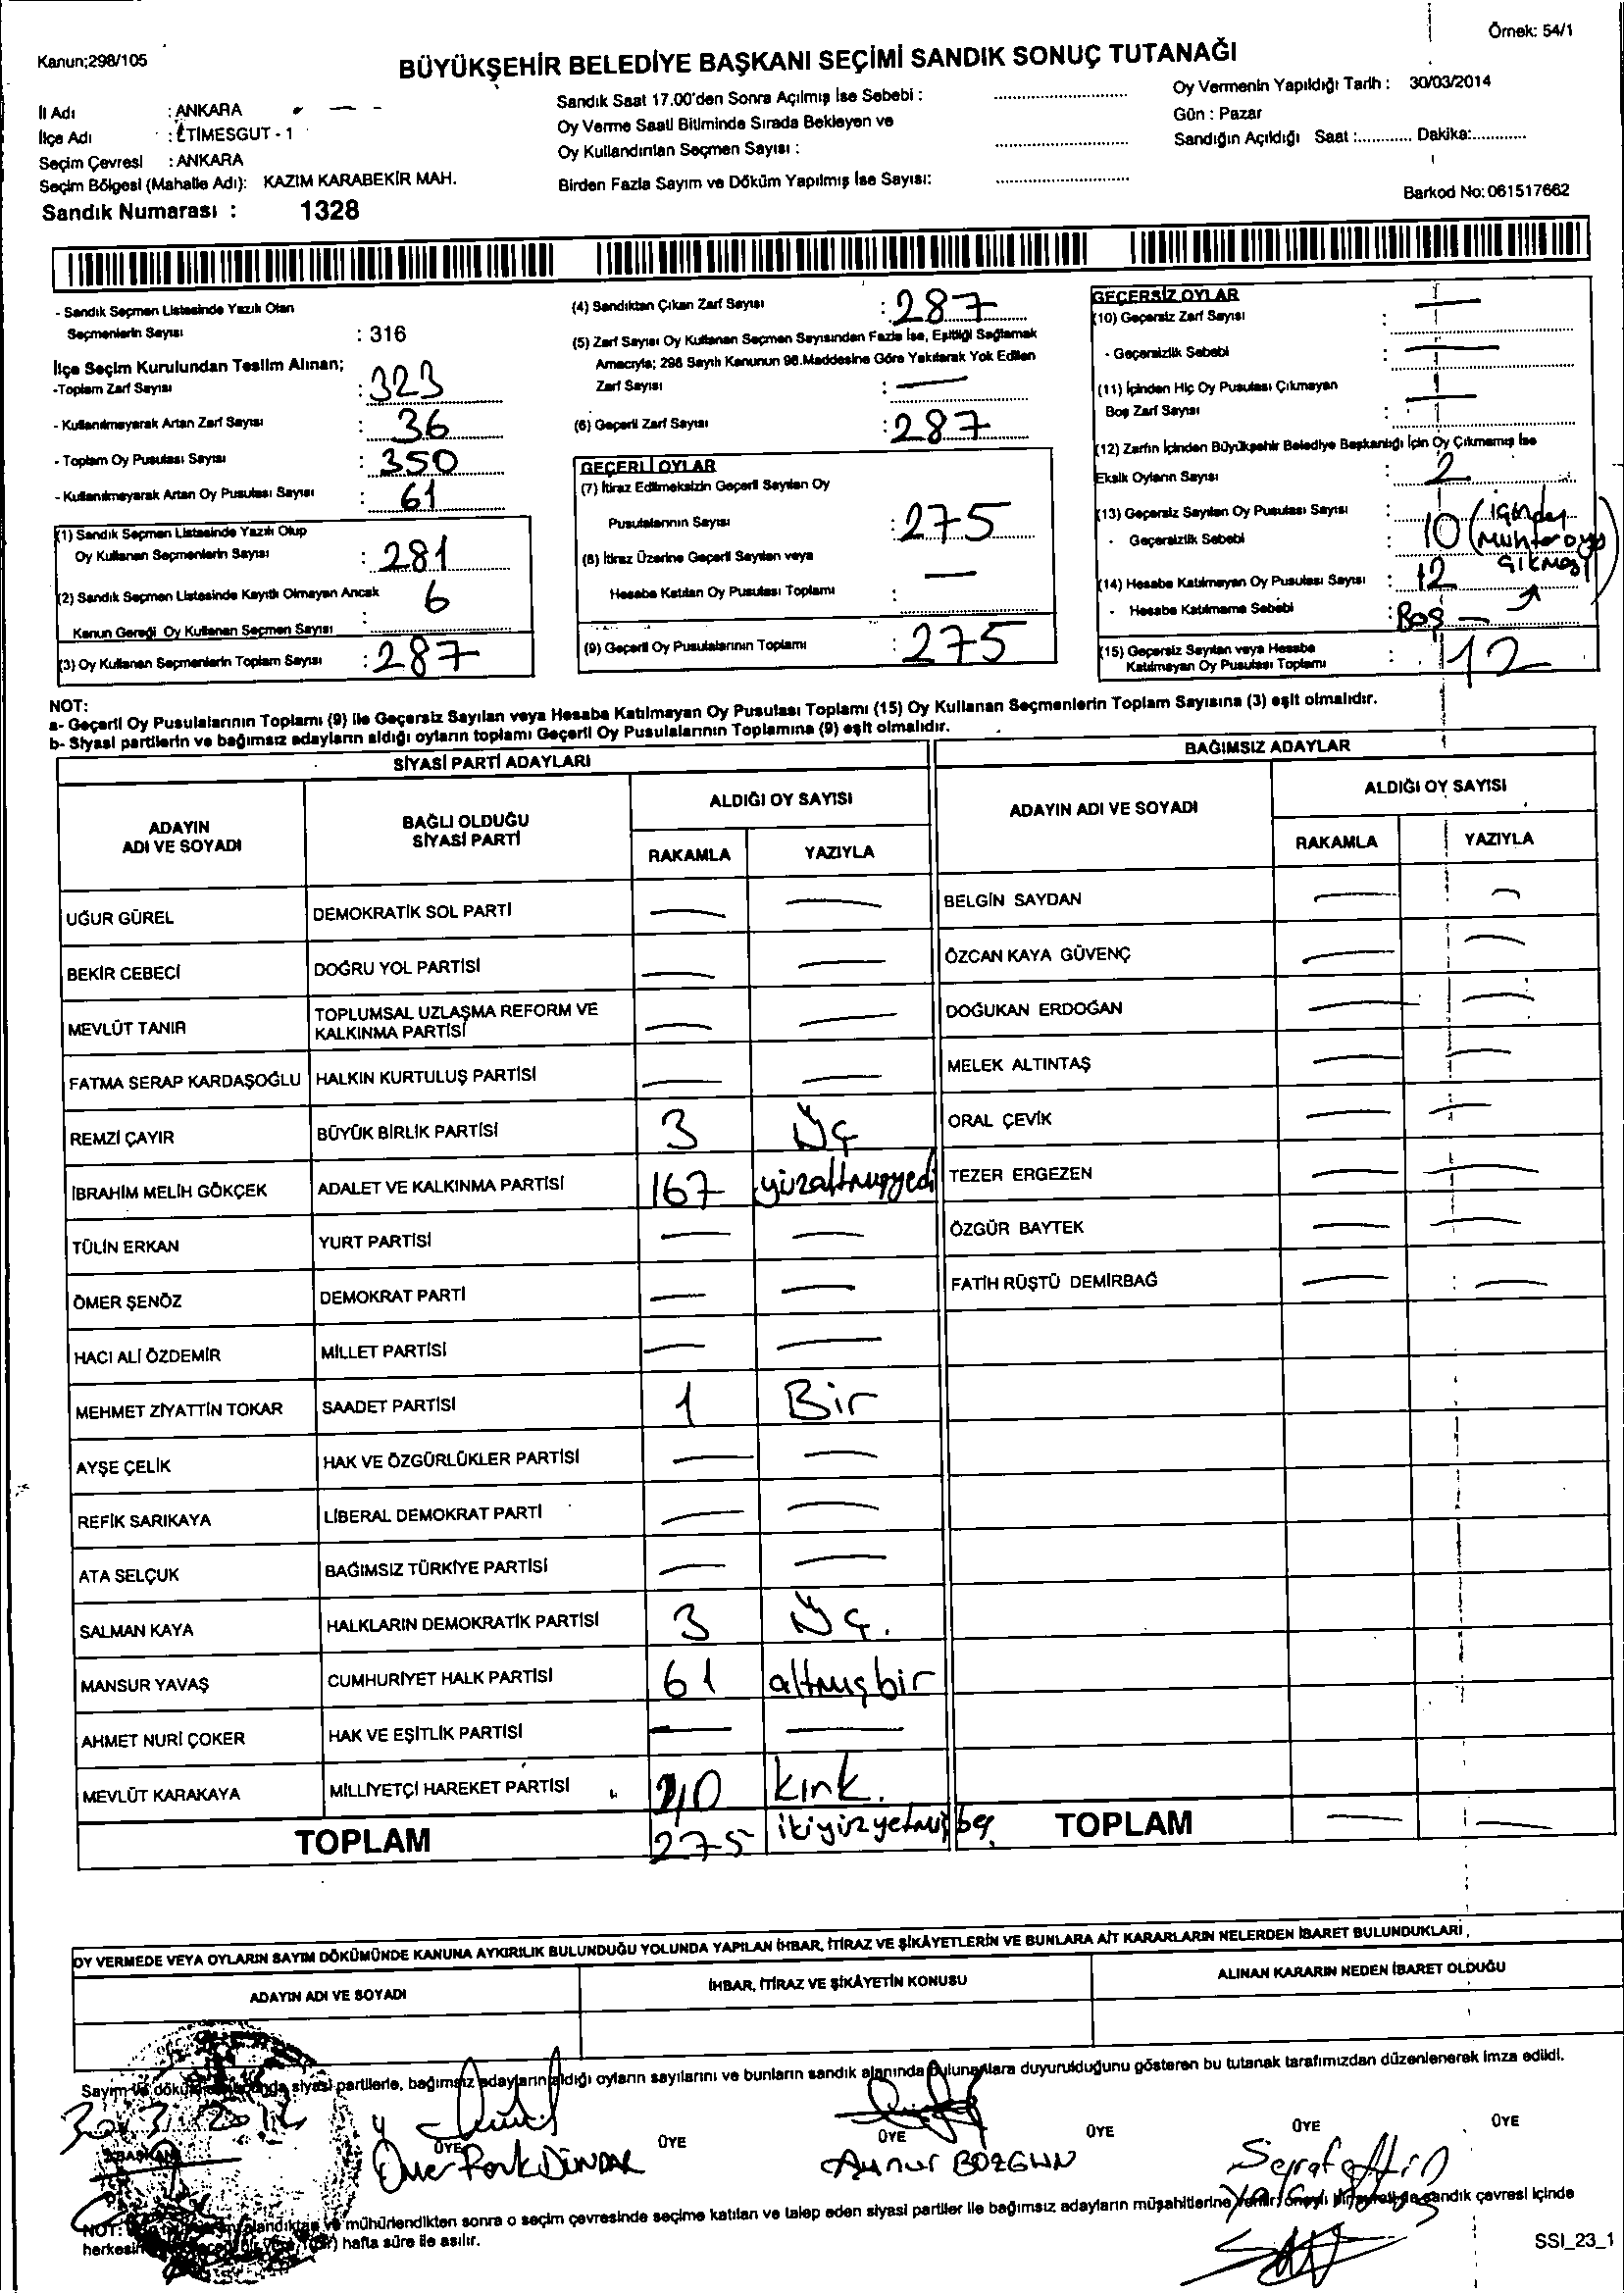 Örnek: 54/1
Kanun;298/105
BÜYÜKŞEHİR BELEDİYE BAŞKANI SEÇİMİ SANDIK SONUÇ TUTANAĞI
İl Adı : ANKARA
İlçe Adı : ETİMESGUT - 1
Seçim Çevresi : ANKARA
Seçim Bölgesi (Mahalle Adı): KAZIM KARABEKİR MAH.
Sandık Numarası : 1328
Sandık Saat 17.00'den Sonra Açılmış İse Sebebi :
Oy Verme Saati Bitiminde Sırada Bekleyen ve
Oy Kullandırılan Seçmen Sayısı :
Birden Fazla Sayım ve Döküm Yapılmış İse Sayısı:
Oy Vermenin Yapıldığı Tarih : 30/03/2014
Gün : Pazar
Sandığın Açıldığı Saat :............ Dakika:............
Barkod No: 061517662
- Sandık Seçmen Listesinde Yazılı Olan
Seçmenlerin Sayısı : 316
İlçe Seçim Kurulundan Teslim Alınan;
-Toplam Zarf Sayısı : 323
- Kullanılmayarak Artan Zarf Sayısı : 36
- Toplam Oy Pusulası Sayısı : 350
- Kullanılmayarak Artan Oy Pusulası Sayısı : 61
(1) Sandık Seçmen Listesinde Yazılı Olup
Oy Kullanan Seçmenlerin Sayısı : 281
(2) Sandık Seçmen Listesinde Kayıtlı Olmayan Ancak
Kanun Gereği Oy Kullanan Seçmen Sayısı : 6
(3) Oy Kullanan Seçmenlerin Toplam Sayısı : 287
(4) Sandıktan Çıkan Zarf Sayısı : 287
(5) Zarf Sayısı Oy Kullanan Seçmen Sayısından Fazla İse, Eşitliği Sağlamak
Amacıyla; 298 Sayılı Kanunun 98.Maddesine Göre Yakılarak Yok Edilen
Zarf Sayısı : —
(6) Geçerli Zarf Sayısı : 287
GEÇERLİ OYLAR
(7) İtiraz Edilmeksizin Geçerli Sayılan Oy
Pusulalarının Sayısı : 275
(8) İtiraz Üzerine Geçerli Sayılan veya
Hesaba Katılan Oy Pusulası Toplamı : —
(9) Geçerli Oy Pusulalarının Toplamı : 275
GEÇERSİZ OYLAR
(10) Geçersiz Zarf Sayısı : —
- Geçersizlik Sebebi : —
(11) İçinden Hiç Oy Pusulası Çıkmayan
Boş Zarf Sayısı : —
(12) Zarfın İçinden Büyükşehir Belediye Başkanlığı İçin Oy Çıkmamış İse
Eksik Oyların Sayısı : 2
(13) Geçersiz Sayılan Oy Pusulası Sayısı : 10
- Geçersizlik Sebebi :
(14) Hesaba Katılmayan Oy Pusulası Sayısı : 12
- Hesaba Katılmama Sebebi : Boş —
(15) Geçersiz Sayılan veya Hesaba
Katılmayan Oy Pusulası Toplamı : 12
NOT:
a- Geçerli Oy Pusulalarının Toplamı (9) ile Geçersiz Sayılan veya Hesaba Katılmayan Oy Pusulası Toplamı (15) Oy Kullanan Seçmenlerin Toplam Sayısına (3) eşit olmalıdır.
b- Siyasi partilerin ve bağımsız adayların aldığı oyların toplamı Geçerli Oy Pusulalarının Toplamına (9) eşit olmalıdır.
SİYASİ PARTİ ADAYLARI
ADAYIN
ADI VE SOYADI
BAĞLI OLDUĞU
SİYASİ PARTİ
ALDIĞI OY SAYISI
RAKAMLA YAZIYLA
UĞUR GÜREL DEMOKRATİK SOL PARTİ — —
BEKİR CEBECİ DOĞRU YOL PARTİSİ — —
MEVLÜT TANIR TOPLUMSAL UZLAŞMA REFORM VE
KALKINMA PARTİSİ — —
FATMA SERAP KARDAŞOĞLU HALKIN KURTULUŞ PARTİSİ — —
REMZİ ÇAYIR BÜYÜK BİRLİK PARTİSİ 3 Üç
İBRAHİM MELİH GÖKÇEK ADALET VE KALKINMA PARTİSİ 167 yüzaltmışyedi
TÜLİN ERKAN YURT PARTİSİ — —
ÖMER ŞENÖZ DEMOKRAT PARTİ — —
HACI ALİ ÖZDEMİR MİLLET PARTİSİ — —
MEHMET ZİYATTİN TOKAR SAADET PARTİSİ 1 Bir
AYŞE ÇELİK HAK VE ÖZGÜRLÜKLER PARTİSİ — —
REFİK SARIKAYA LİBERAL DEMOKRAT PARTİ — —
ATA SELÇUK BAĞIMSIZ TÜRKİYE PARTİSİ — —
SALMAN KAYA HALKLARIN DEMOKRATİK PARTİSİ 3 Üç.
MANSUR YAVAŞ CUMHURİYET HALK PARTİSİ 61 altmışbir
AHMET NURİ ÇOKER HAK VE EŞİTLİK PARTİSİ — —
MEVLÜT KARAKAYA MİLLİYETÇİ HAREKET PARTİSİ 40 kırk.
TOPLAM 275 ikiyüzyetmişbeş
BAĞIMSIZ ADAYLAR
ADAYIN ADI VE SOYADI
ALDIĞI OY SAYISI
RAKAMLA YAZIYLA
BELGİN SAYDAN — —
ÖZCAN KAYA GÜVENÇ — —
DOĞUKAN ERDOĞAN — —
MELEK ALTINTAŞ — —
ORAL ÇEVİK — —
TEZER ERGEZEN — —
ÖZGÜR BAYTEK — —
FATİH RÜŞTÜ DEMİRBAĞ — —
TOPLAM — —
OY VERMEDE VEYA OYLARIN SAYIM DÖKÜMÜNDE KANUNA AYKIRILIK BULUNDUĞU YOLUNDA YAPILAN İHBAR, İTİRAZ VE ŞİKÂYETLERİN VE BUNLARA AİT KARARLARIN NELERDEN İBARET BULUNDUKLARI
ADAYIN ADI VE SOYADI
İHBAR, İTİRAZ VE ŞİKÂYETİN KONUSU
ALINAN KARARIN NEDEN İBARET OLDUĞU
Sayım siyasi partilerle, bağımsız adayların aldığı oyların sayılarını ve bunların sandık alanında bulunanlara duyurulduğunu gösteren bu tutanak tarafımızdan düzenlenerek imza edildi.
BAŞKAN ÜYE ÜYE ÜYE ÜYE ÜYE ÜYE
DÜNDAR
Aynur BOZGUN
NOT: mühürlendikten sonra o seçim çevresinde seçime katılan ve talep eden siyasi partiler ile bağımsız adayların müşahitlerine sandık çevresi içinde
hafta süre ile asılır.
SSI_23_1